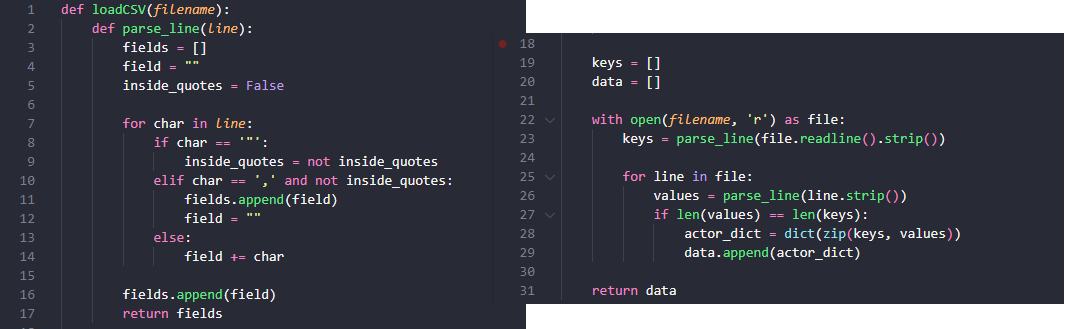 1 def loadCSV(filename):
2     def parse_line(line):
3         fields = []
4         field = ""
5         inside_quotes = False
6
7         for char in line:
8             if char == '"':
9                 inside_quotes = not inside_quotes
10             elif char == ',' and not inside_quotes:
11                 fields.append(field)
12                 field = ""
13             else:
14                 field += char
15
16         fields.append(field)
17         return fields
18
19     keys = []
20     data = []
21
22     with open(filename, 'r') as file:
23         keys = parse_line(file.readline().strip())
24
25         for line in file:
26             values = parse_line(line.strip())
27             if len(values) == len(keys):
28                 actor_dict = dict(zip(keys, values))
29                 data.append(actor_dict)
30
31     return data